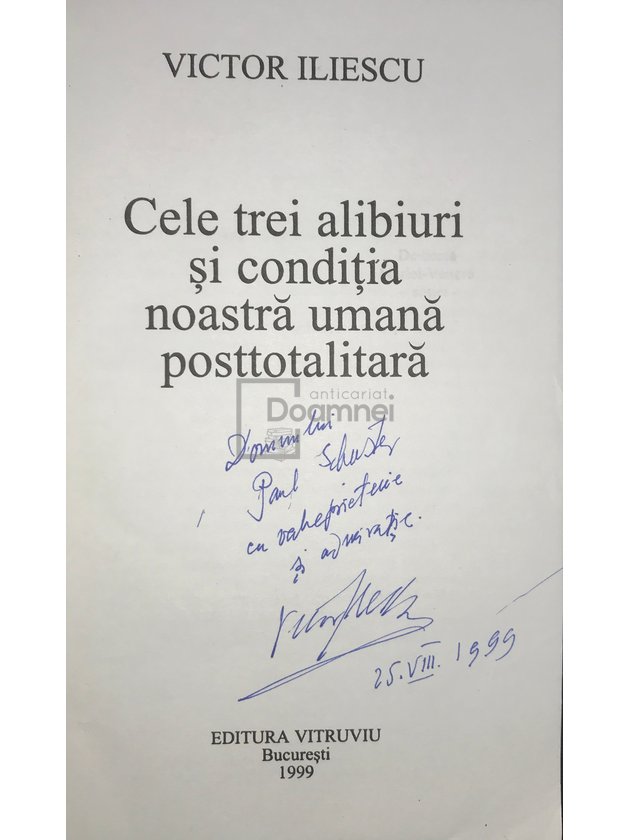 VICTOR ILIESCU
Cele trei alibiuri
și condiția
noastră umană
posttotalitară
anticariat
Doamnei
Domnului
Paul Schuster
cu prietenie
și admirație.
25.VIII.1999
EDITURA VITRUVIU
București
1999